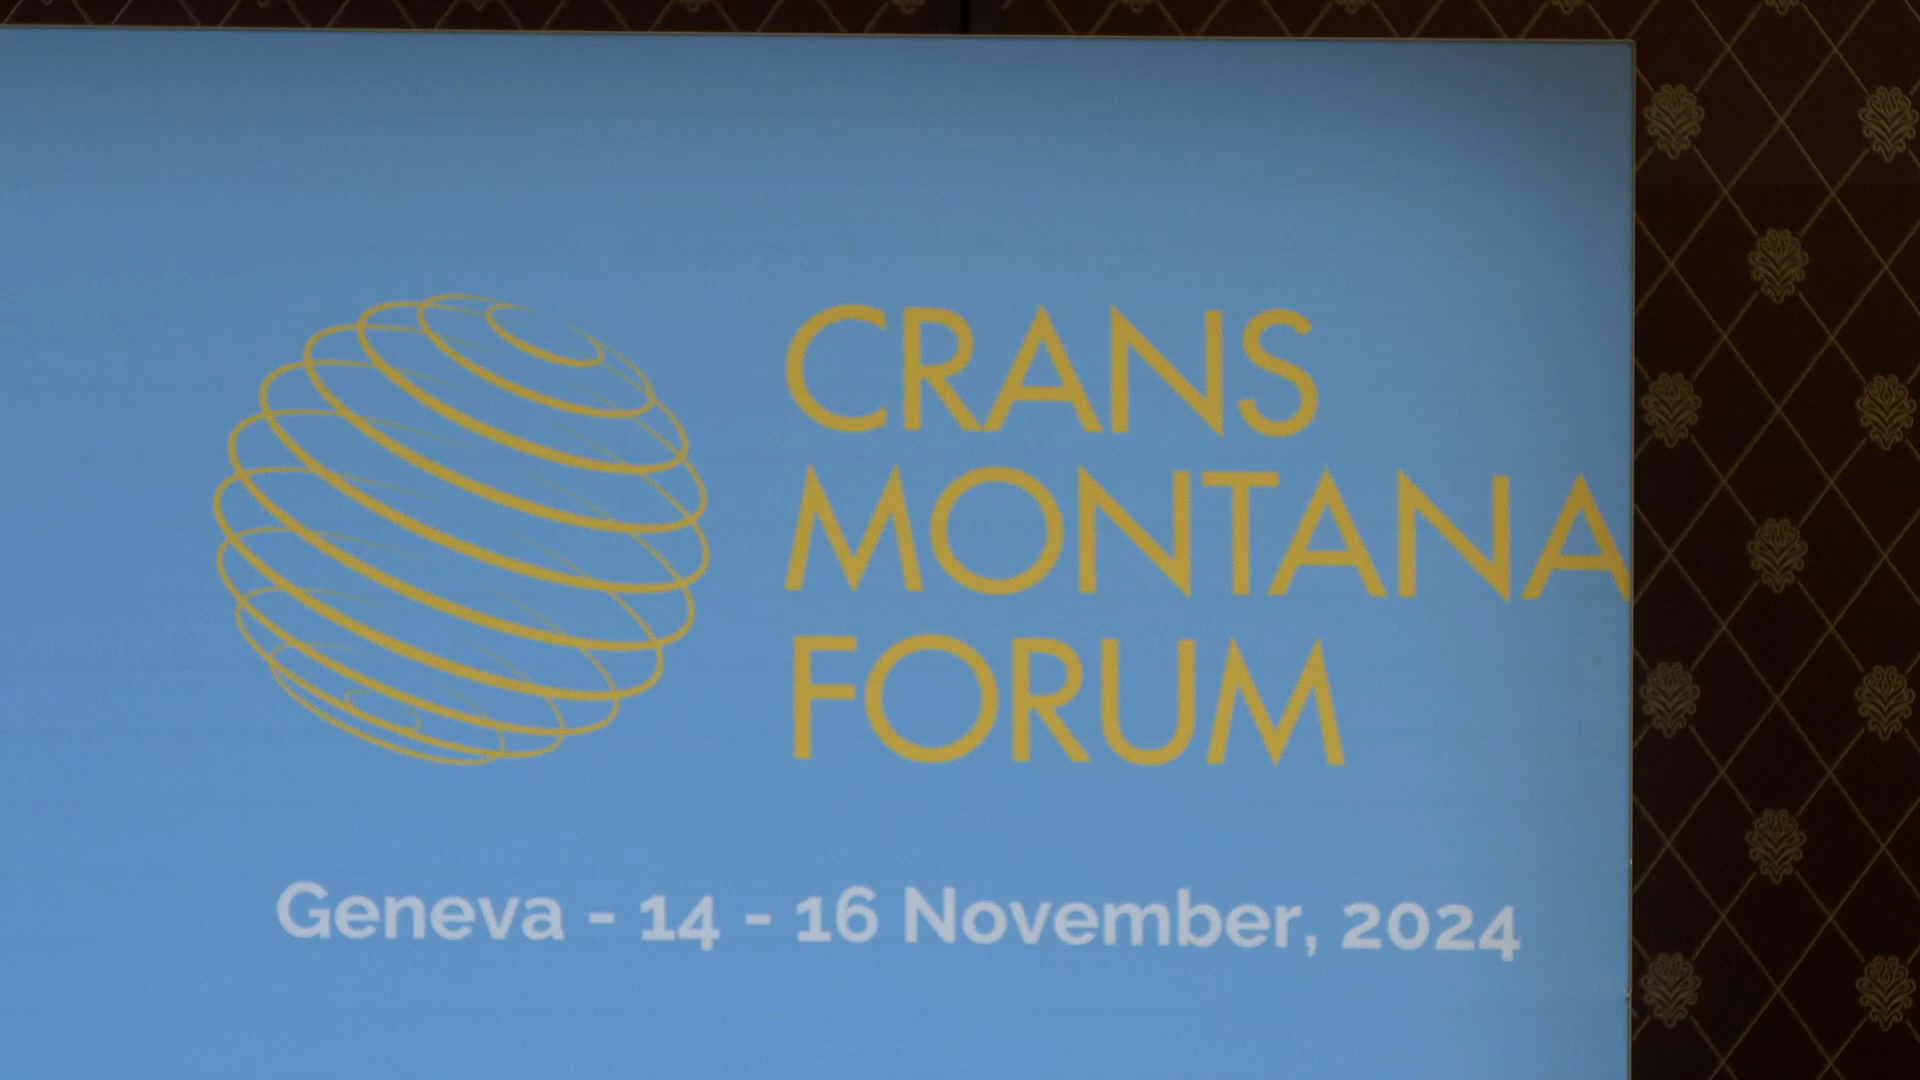 CRANS
MONTANA
FORUM
Geneva - 14 - 16 November, 2024